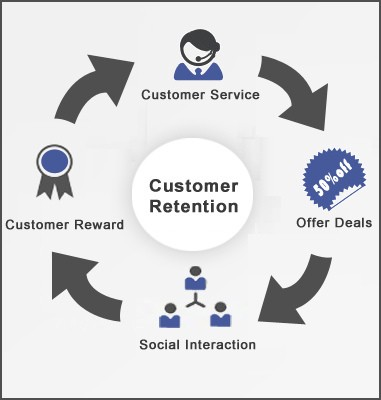 Customer Service
50% off
Offer Deals
Social Interaction
Customer Reward
Customer
Retention